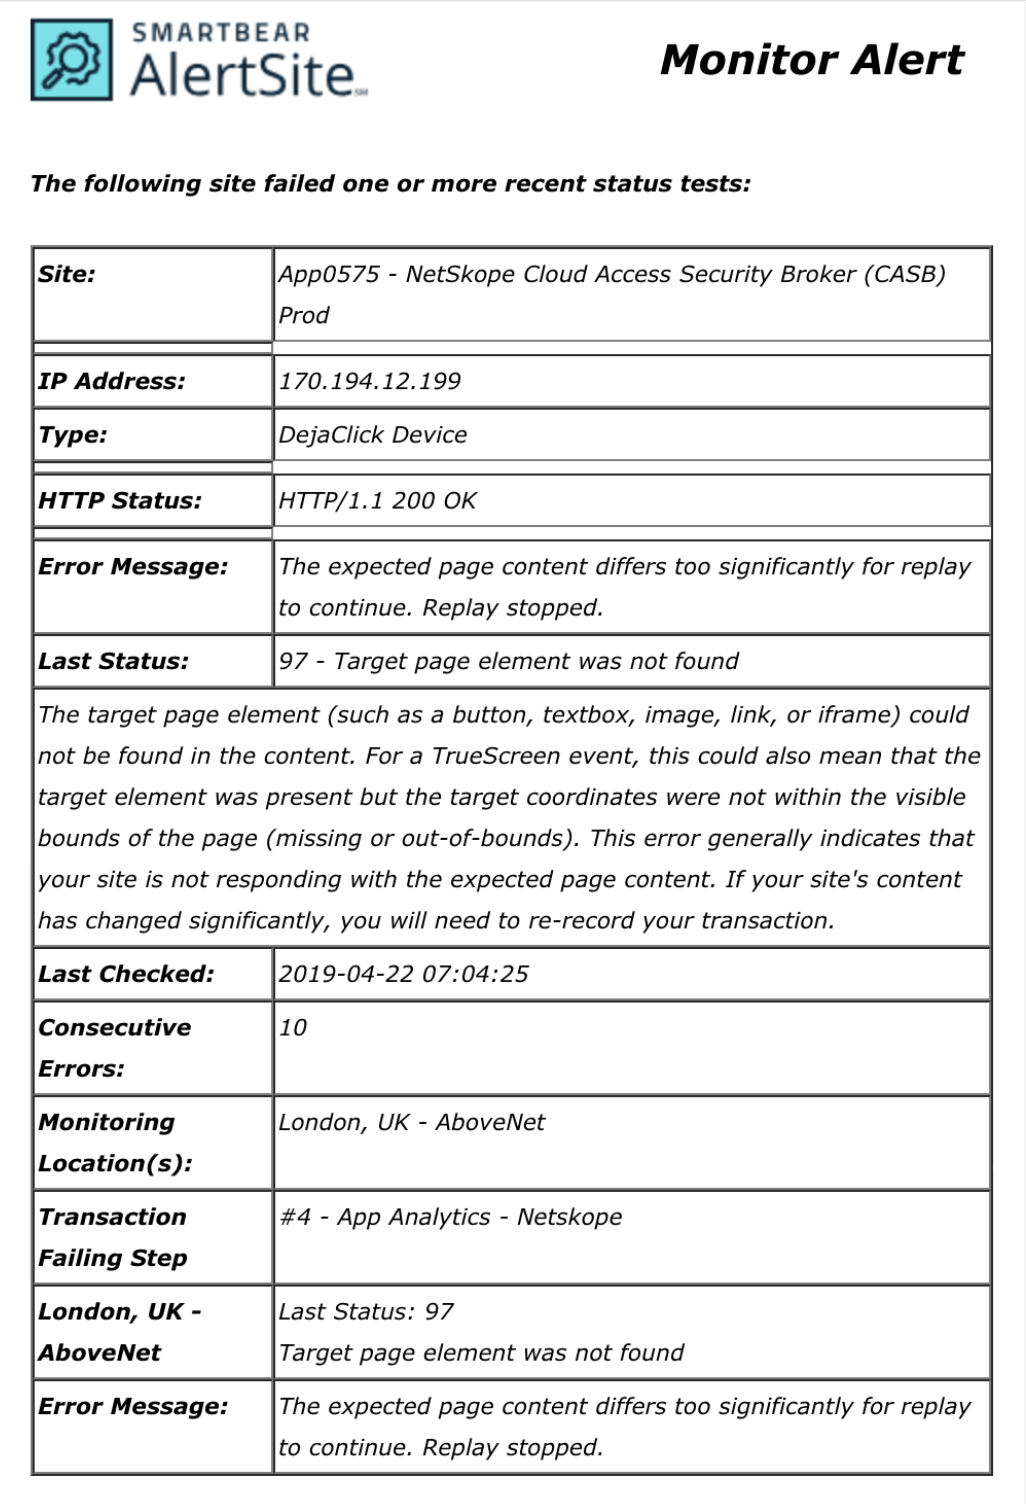 SMARTBEAR
AlertSite
SM
Monitor Alert
The following site failed one or more recent status tests:
Site:
App0575 - NetSkope Cloud Access Security Broker (CASB)
Prod
IP Address:
170.194.12.199
Type:
DejaClick Device
HTTP Status:
HTTP/1.1 200 OK
Error Message:
The expected page content differs too significantly for replay
to continue. Replay stopped.
Last Status:
97 - Target page element was not found
The target page element (such as a button, textbox, image, link, or iframe) could
not be found in the content. For a TrueScreen event, this could also mean that the
target element was present but the target coordinates were not within the visible
bounds of the page (missing or out-of-bounds). This error generally indicates that
your site is not responding with the expected page content. If your site's content
has changed significantly, you will need to re-record your transaction.
Last Checked:
2019-04-22 07:04:25
Consecutive
Errors:
10
Monitoring
Location(s):
London, UK - AboveNet
Transaction
Failing Step
#4 - App Analytics - Netskope
London, UK -
AboveNet
Last Status: 97
Target page element was not found
Error Message:
The expected page content differs too significantly for replay
to continue. Replay stopped.